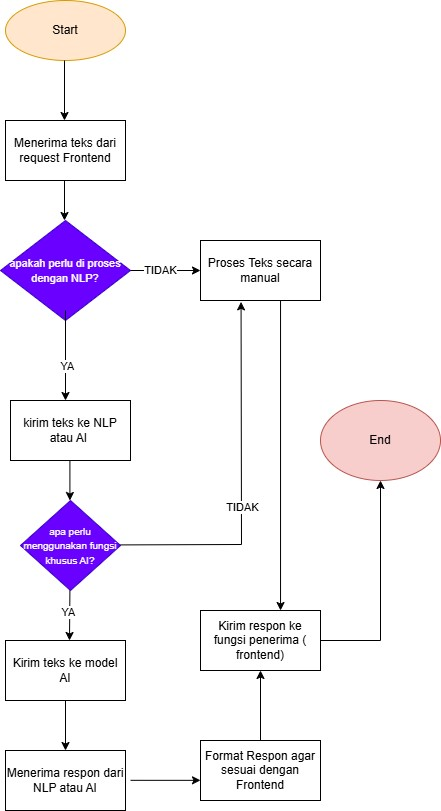 Start
Menerima teks dari
request Frontend
apakah perlu di proses
dengan NLP?
TIDAK
Proses Teks secara
manual
YA
kirim teks ke NLP
atau AI
End
apa perlu
menggunakan fungsi
khusus AI?
TIDAK
YA
Kirim teks ke model
AI
Kirim respon ke
fungsi penerima (
frontend)
Menerima respon dari
NLP atau AI
Format Respon agar
sesuai dengan
Frontend